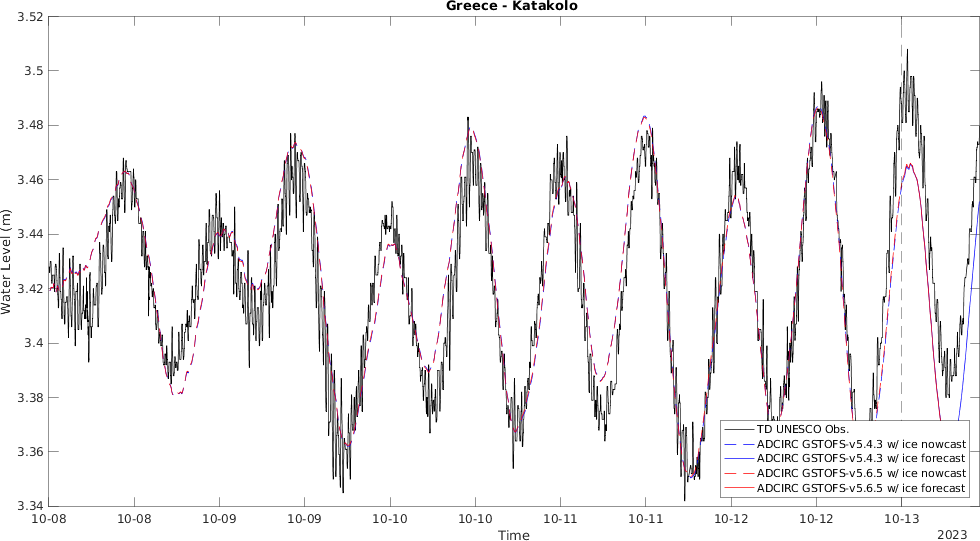 Greece - Katakolo
3.52
3.5
3.48
3.46
3.44
3.42
3.4
3.38
3.36
3.34
Water Level (m)
TD UNESCO Obs.
ADCIRC GSTOFS-v5.4.3 w/ ice nowcast
ADCIRC GSTOFS-v5.4.3 w/ ice forecast
ADCIRC GSTOFS-v5.6.5 w/ ice nowcast
ADCIRC GSTOFS-v5.6.5 w/ ice forecast
10-08 10-08 10-09 10-09 10-10 10-10 10-11 10-11 10-12 10-12 10-13
Time
2023